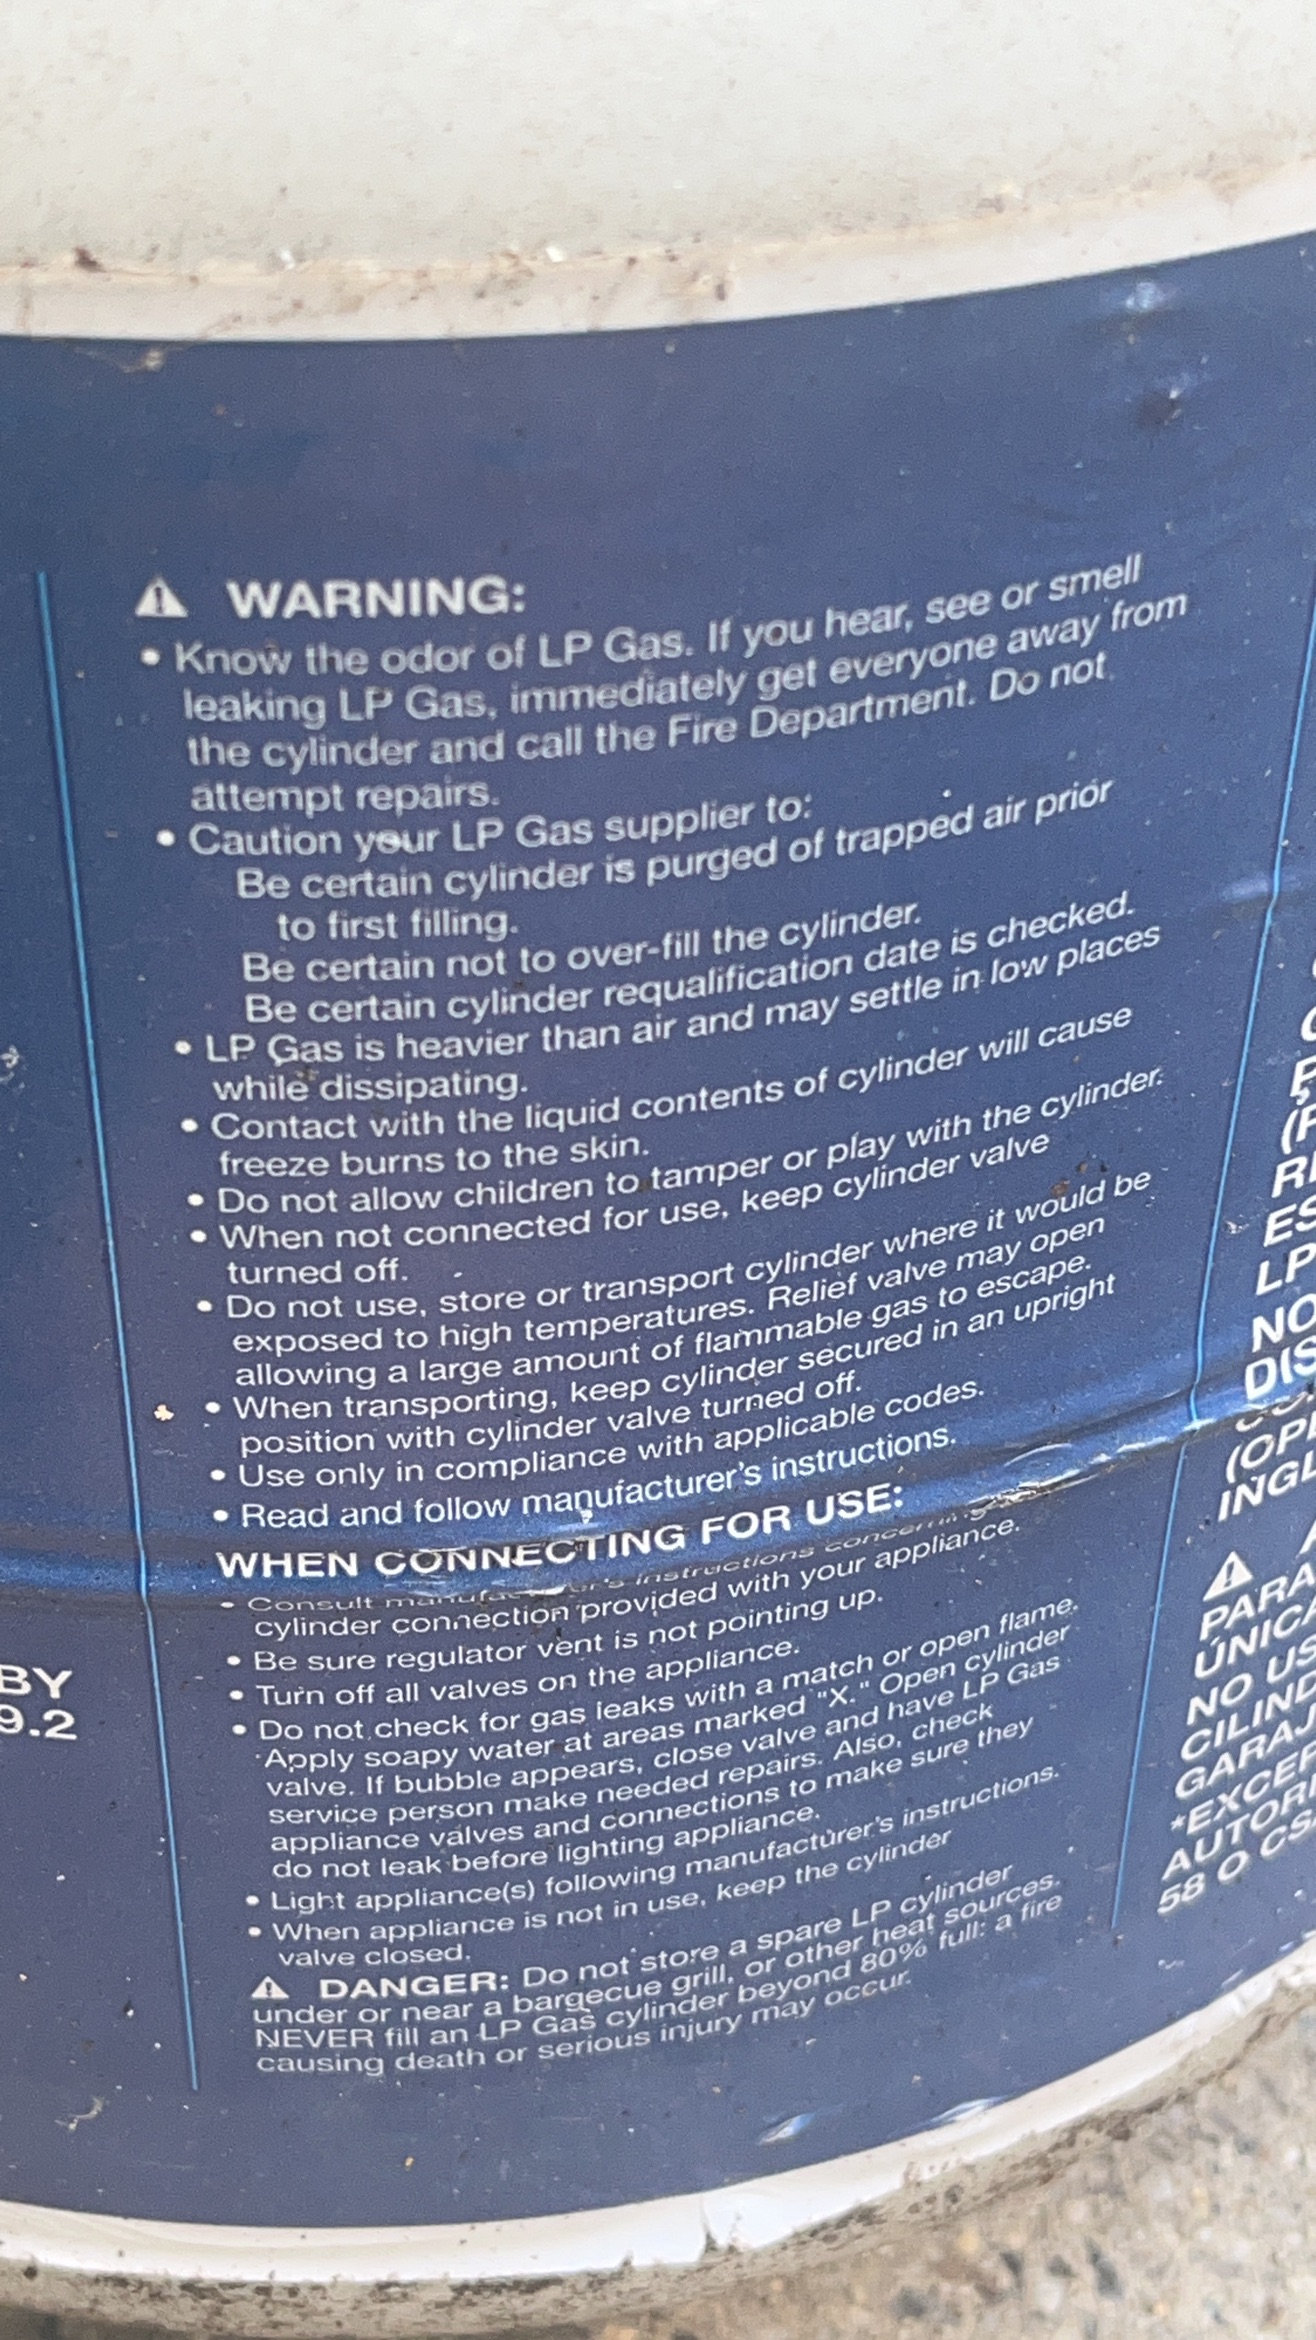 ⚠ WARNING:
• Know the odor of LP Gas. If you hear, see or smell
leaking LP Gas, immediately get everyone away from
the cylinder and call the Fire Department. Do not
attempt repairs.
• Caution your LP Gas supplier to:
Be certain cylinder is purged of trapped air prior
to first filling.
Be certain not to over-fill the cylinder.
Be certain cylinder requalification date is checked.
• LP Gas is heavier than air and may settle in low places
while dissipating.
• Contact with the liquid contents of cylinder will cause
freeze burns to the skin.
• Do not allow children to tamper or play with the cylinder.
• When not connected for use, keep cylinder valve
turned off.
• Do not use, store or transport cylinder where it would be
exposed to high temperatures. Relief valve may open
allowing a large amount of flammable gas to escape.
• When transporting, keep cylinder secured in an upright
position with cylinder valve turned off.
• Use only in compliance with applicable codes.
• Read and follow manufacturer's instructions.
WHEN CONNECTING FOR USE:
• Consult manufacturer's instructions concerning
cylinder connection provided with your appliance.
• Be sure regulator vent is not pointing up.
• Turn off all valves on the appliance.
• Do not check for gas leaks with a match or open flame.
Apply soapy water at areas marked "X." Open cylinder
valve. If bubble appears, close valve and have LP Gas
service person make needed repairs. Also, check
appliance valves and connections to make sure they
do not leak before lighting appliance.
• Light appliance(s) following manufacturer's instructions.
• When appliance is not in use, keep the cylinder
valve closed.
⚠ DANGER: Do not store a spare LP cylinder
under or near a bargecue grill, or other heat sources.
NEVER fill an LP Gas cylinder beyond 80% full: a fire
causing death or serious injury may occur.
BY
9.2
ES
LP
NO
DIS
(OP
INGL
⚠
PARA
ÚNICA
NO US
CILIND
GARAJ
*EXCEP
AUTOR
58 O CSA